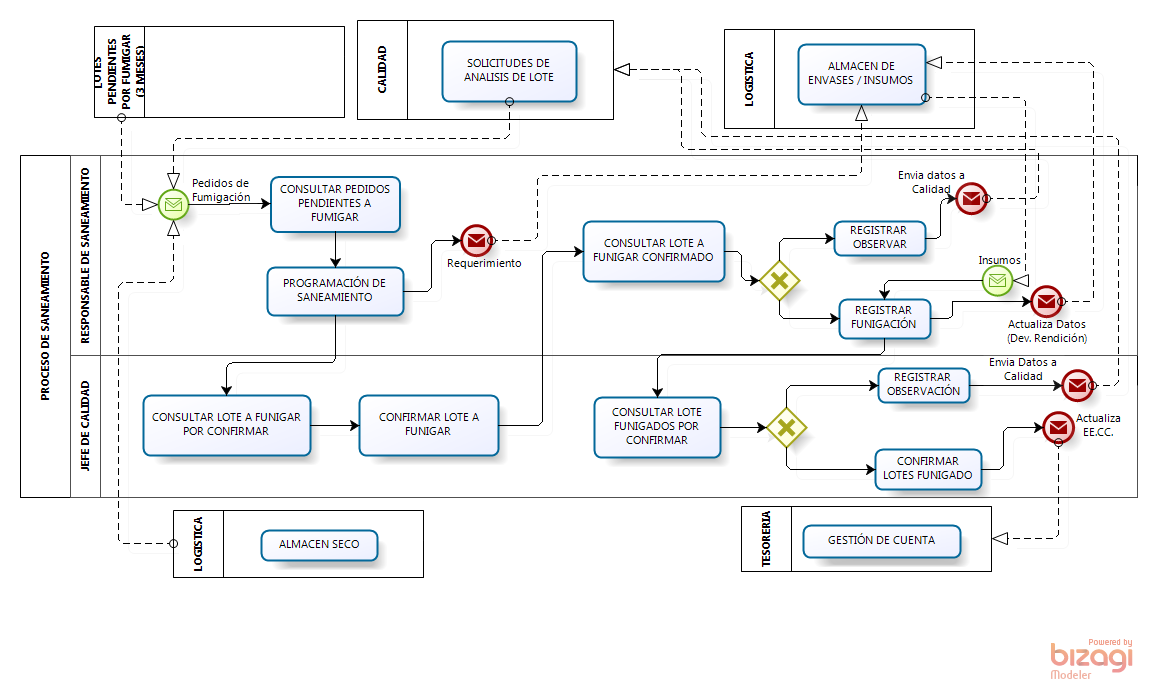 LOTES
PENDIENTES
POR FUMIGAR
(3 MESES)
CALIDAD
SOLICITUDES DE
ANALISIS DE LOTE
LOGISTICA
ALMACEN DE
ENVASES / INSUMOS
PROCESO DE SANEAMIENTO
RESPONSABLE DE SANEAMIENTO
Pedidos de
Fumigación
CONSULTAR PEDIDOS
PENDIENTES A
FUMIGAR
PROGRAMACIÓN DE
SANEAMIENTO
Requerimiento
CONSULTAR LOTE A
FUNIGAR CONFIRMADO
REGISTRAR
OBSERVAR
Envia datos a
Calidad
Insumos
REGISTRAR
FUNIGACIÓN
Actualiza Datos
(Dev. Rendición)
JEFE DE CALIDAD
CONSULTAR LOTE A FUNIGAR
POR CONFIRMAR
CONFIRMAR LOTE A
FUNIGAR
CONSULTAR LOTE
FUNIGADOS POR
CONFIRMAR
REGISTRAR
OBSERVACIÓN
Envia Datos a
Calidad
CONFIRMAR
LOTES FUNIGADO
Actualiza
EE.CC.
LOGISTICA
ALMACEN SECO
TESORERIA
GESTIÓN DE CUENTA
Powered by
bizagi
Modeler